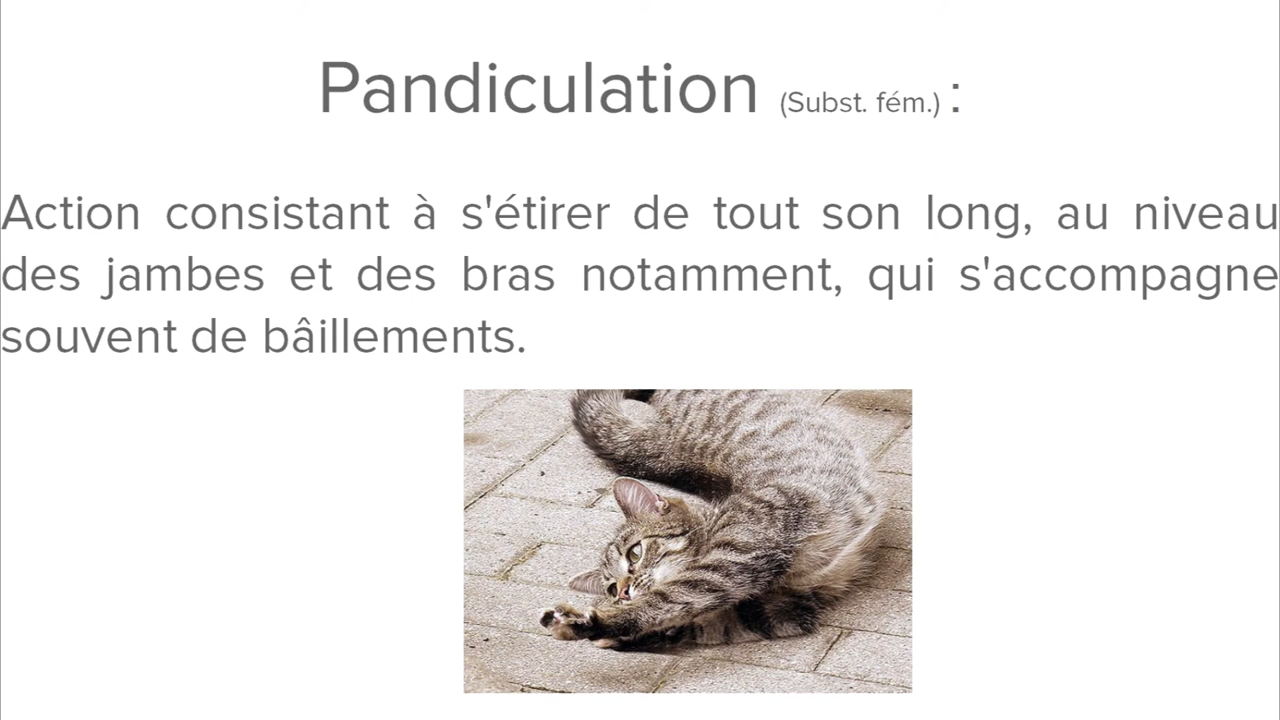 Pandiculation (Subst. fém.) :
Action consistant à s'étirer de tout son long, au niveau
des jambes et des bras notamment, qui s'accompagne
souvent de bâillements.